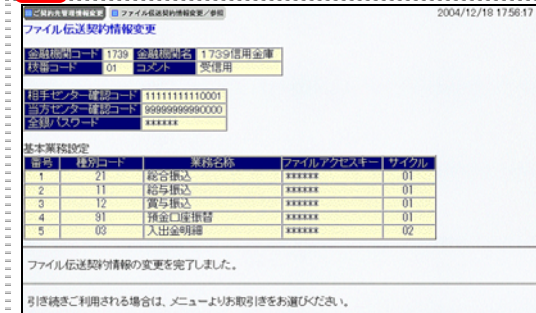 ご契約先管理情報変更 ファイル伝送契約情報変更／参照 2004/12/18 17:56:17
ファイル伝送契約情報変更
金融機関コード 1739 金融機関名 1739信用金庫
枝番コード 01 コメント 受信用
相手センター確認コード 11111111110001
当方センター確認コード 99999999990000
全銀パスワード ******
基本業務設定
番号 種別コード 業務名称 ファイルアクセスキー サイクル
1 21 総合振込 ****** 01
2 11 給与振込 ****** 01
3 12 賞与振込 ****** 01
4 91 預金口座振替 ****** 01
5 03 入出金明細 ****** 02
ファイル伝送契約情報の変更を完了しました。
引き続きご利用される場合は、メニューよりお取引きをお選びください。